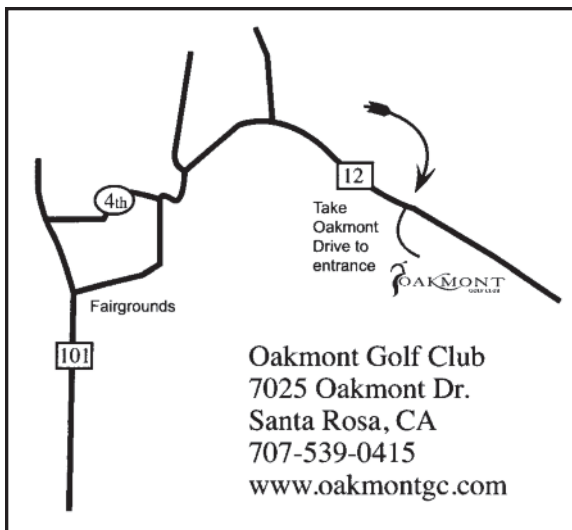 4th
12
Take
Oakmont
Drive to
entrance
OAKMONT
GOLF CLUB
Fairgrounds
101
Oakmont Golf Club
7025 Oakmont Dr.
Santa Rosa, CA
707-539-0415
www.oakmontgc.com